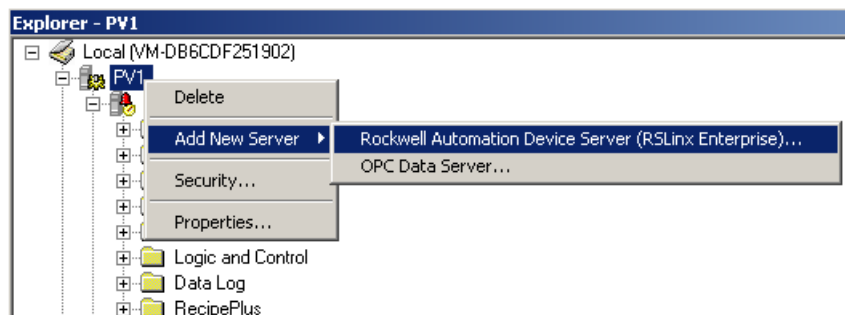 Explorer - PV1
Local (VM-DB6CDF251902)
PV1
Delete
Add New Server
Rockwell Automation Device Server (RSLinx Enterprise)...
OPC Data Server...
Security...
Properties...
Logic and Control
Data Log
RecipePlus